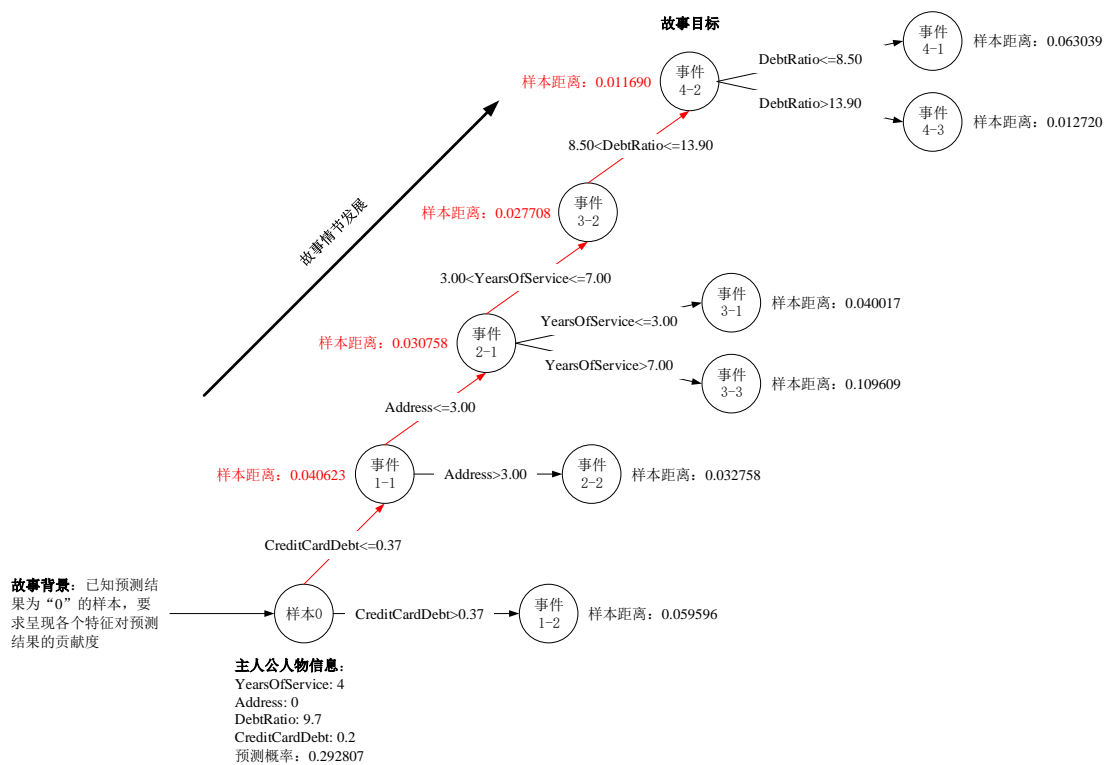 故事目标
事件
4-1
样本距离：0.063039
DebtRatio<=8.50
样本距离：0.011690
事件
4-2
DebtRatio>13.90
事件
4-3
样本距离：0.012720
8.50<DebtRatio<=13.90
故事情节发展
样本距离：0.027708
事件
3-2
3.00<YearsOfService<=7.00
事件
3-1
样本距离：0.040017
YearsOfService<=3.00
样本距离：0.030758
事件
2-1
YearsOfService>7.00
事件
3-3
样本距离：0.109609
Address<=3.00
样本距离：0.040623
事件
1-1
Address>3.00
事件
2-2
样本距离：0.032758
CreditCardDebt<=0.37
故事背景：已知预测结
果为“0”的样本，要
求呈现各个特征对预测
结果的贡献度
样本0
CreditCardDebt>0.37
事件
1-2
样本距离：0.059596
主人公人物信息：
YearsOfService: 4
Address: 0
DebtRatio: 9.7
CreditCardDebt: 0.2
预测概率：0.292807